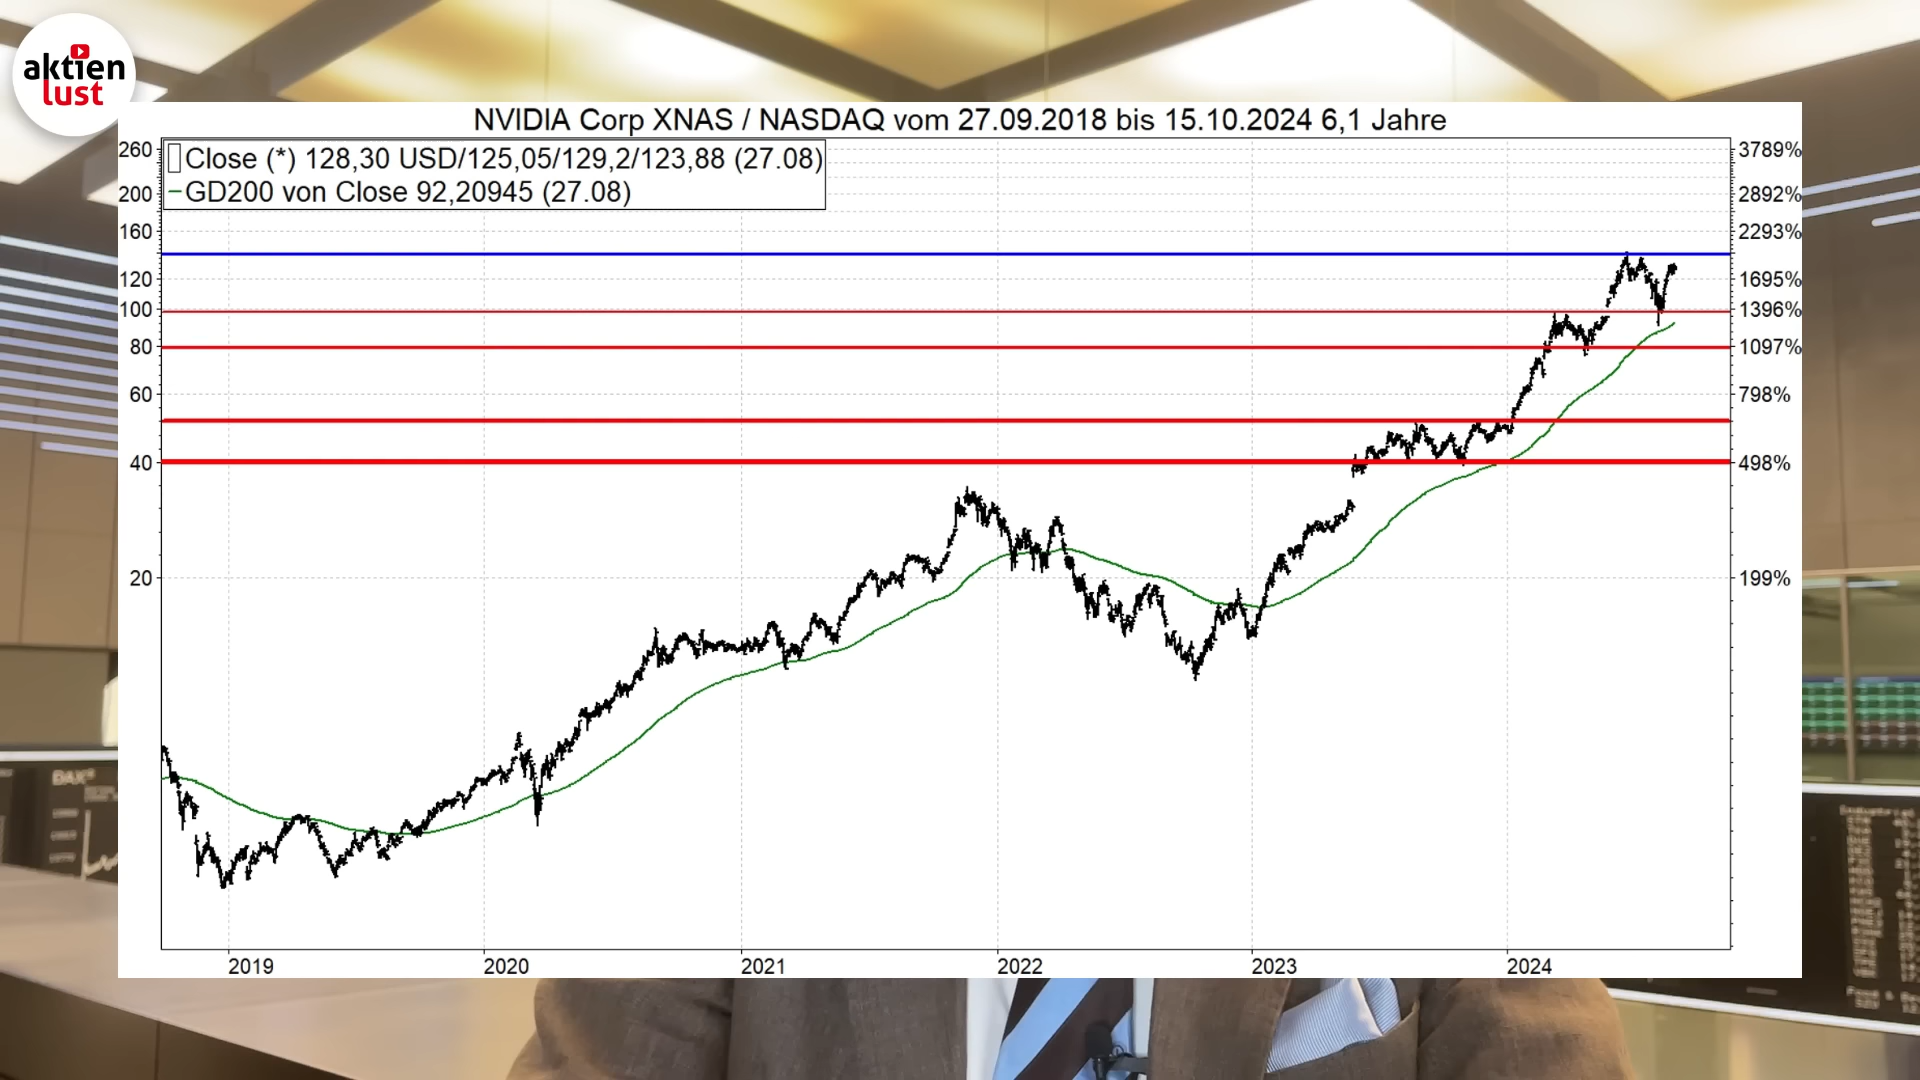 aktien
lust
NVIDIA Corp XNAS / NASDAQ vom 27.09.2018 bis 15.10.2024 6,1 Jahre
Close (*) 128,30 USD/125,05/129,2/123,88 (27.08)
GD200 von Close 92,20945 (27.08)
260 3789%
200 2892%
160 2293%
120 1695%
100 1396%
80 1097%
60 798%
40 498%
20 199%
2019 2020 2021 2022 2023 2024
DAX